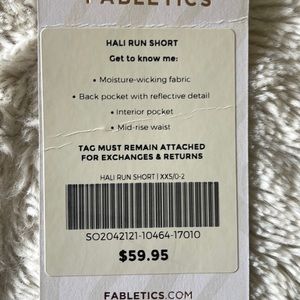 FABLETICS
HALI RUN SHORT
Get to know me:
• Moisture-wicking fabric
• Back pocket with reflective detail
• Interior pocket
• Mid-rise waist
TAG MUST REMAIN ATTACHED
FOR EXCHANGES & RETURNS
HALI RUN SHORT | XXS/0-2
SO2042121-10464-17010
$59.95
FABLETICS.COM